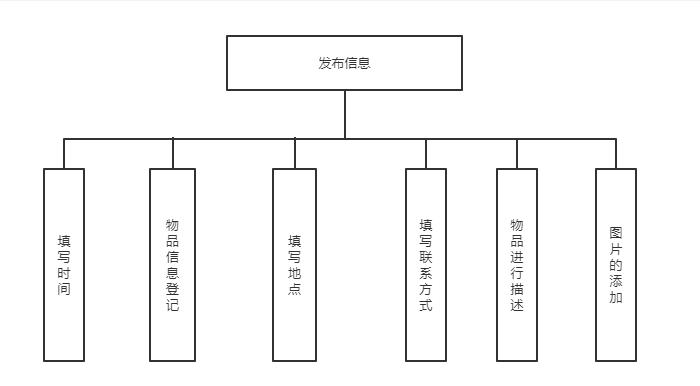 发布信息
填写时间
物品信息登记
填写地点
填写联系方式
物品进行描述
图片的添加